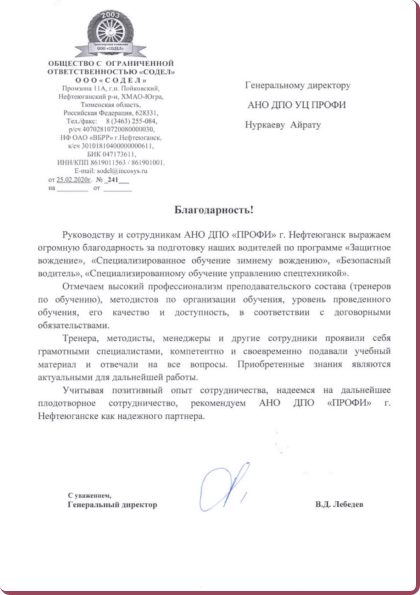 2003
ООО «СОДЕЛ»
ОБЩЕСТВО С ОГРАНИЧЕННОЙ
ОТВЕТСТВЕННОСТЬЮ «СОДЕЛ»
ООО «СОДЕЛ»
Промзона 11А, г.п. Пойковский,
Нефтеюганский р-н, ХМАО-Югра,
Тюменская область,
Российская Федерация, 628331,
Тел./факс: 8 (3463) 255-084,
р/сч 40702810720080000030,
НФ ОАО «ВБРР» г.Нефтеюганск,
к/сч 30101810400000000611,
БИК 047173611,
ИНН/КПП 8619011563 / 861901001.
E-mail: sodel@incosys.ru
от 25.02.2020г. № _241___
на ________ от ________
Генеральному директору
АНО ДПО УЦ ПРОФИ
Нуркаеву Айрату
Благодарность!
Руководству и сотрудникам АНО ДПО «ПРОФИ» г. Нефтеюганск выражаем
огромную благодарность за подготовку наших водителей по программе «Защитное
вождение», «Специализированное обучение зимнему вождению», «Безопасный
водитель», «Специализированному обучение управлению спецтехникой».
Отмечаем высокий профессионализм преподавательского состава (тренеров
по обучению), методистов по организации обучения, уровень проведенного
обучения, его качество и доступность, в соответствии с договорными
обязательствами.
Тренера, методисты, менеджеры и другие сотрудники проявили себя
грамотными специалистами, компетентно и своевременно подавали учебный
материал и отвечали на все вопросы. Приобретенные знания являются
актуальными для дальнейшей работы.
Учитывая позитивный опыт сотрудничества, надеемся на дальнейшее
плодотворное сотрудничество, рекомендуем АНО ДПО «ПРОФИ» г.
Нефтеюганске как надежного партнера.
С уважением,
Генеральный директор
В.Д. Лебедев